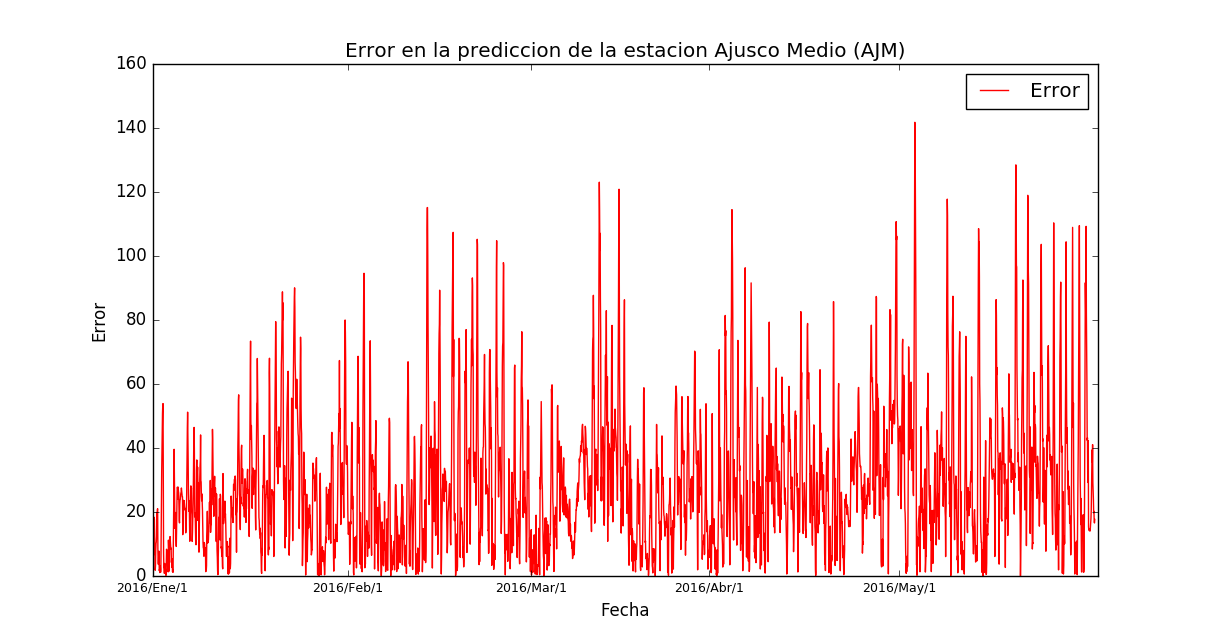 Error en la prediccion de la estacion Ajusco Medio (AJM)
160
140
120
100
80
60
40
20
0
Error
Error
2016/Ene/1
2016/Feb/1
2016/Mar/1
2016/Abr/1
2016/May/1
Fecha